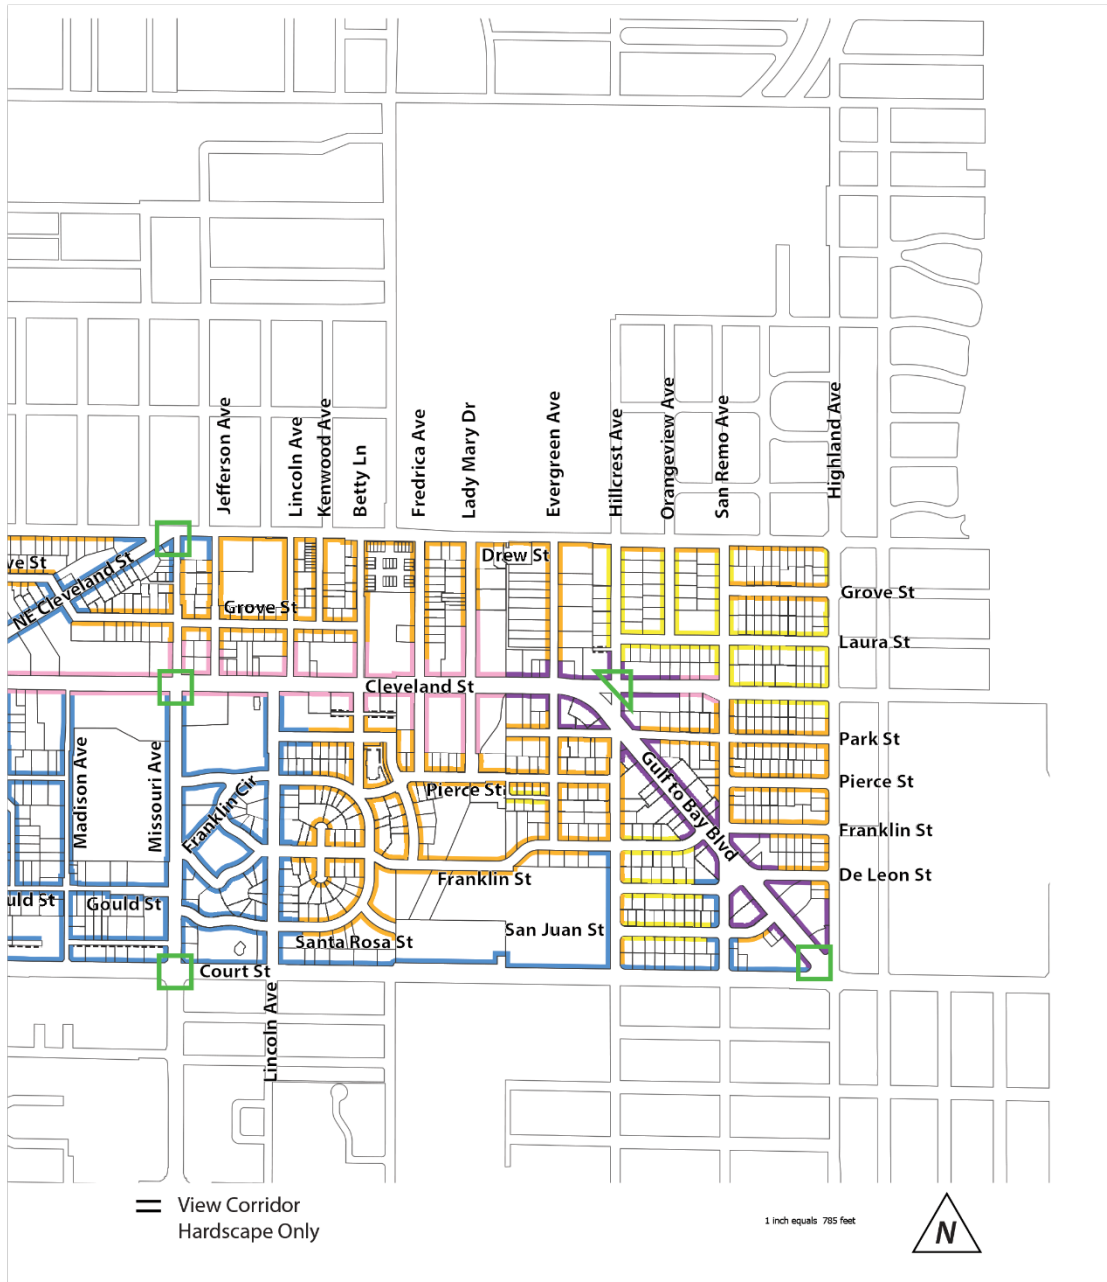 Jefferson Ave
Lincoln Ave
Kenwood Ave
Betty Ln
Fredrica Ave
Lady Mary Dr
Evergreen Ave
Hillcrest Ave
Orangeview Ave
San Remo Ave
Highland Ave
ve St
NE Cleveland St
Drew St
Grove St
Grove St
Laura St
Cleveland St
Park St
Madison Ave
Missouri Ave
Franklin Cir
Pierce St
Gulf to Bay Blvd
Pierce St
Franklin St
Franklin St
De Leon St
uld St
Gould St
Santa Rosa St
San Juan St
Court St
Lincoln Ave
View Corridor
Hardscape Only
1 inch equals 785 feet
N